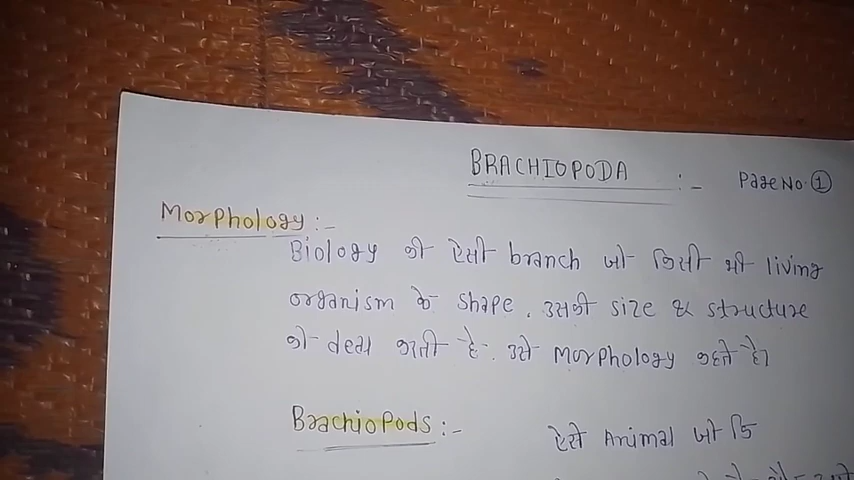 BRACHIOPODA :- Page No. 1
Morphology :-
Biology की ऐसी branch जो किसी भी living
organism के shape, उसकी size & structure
को deal करती है. उसे Morphology कहते है।
BrachioPods :- ऐसे Animal जो कि